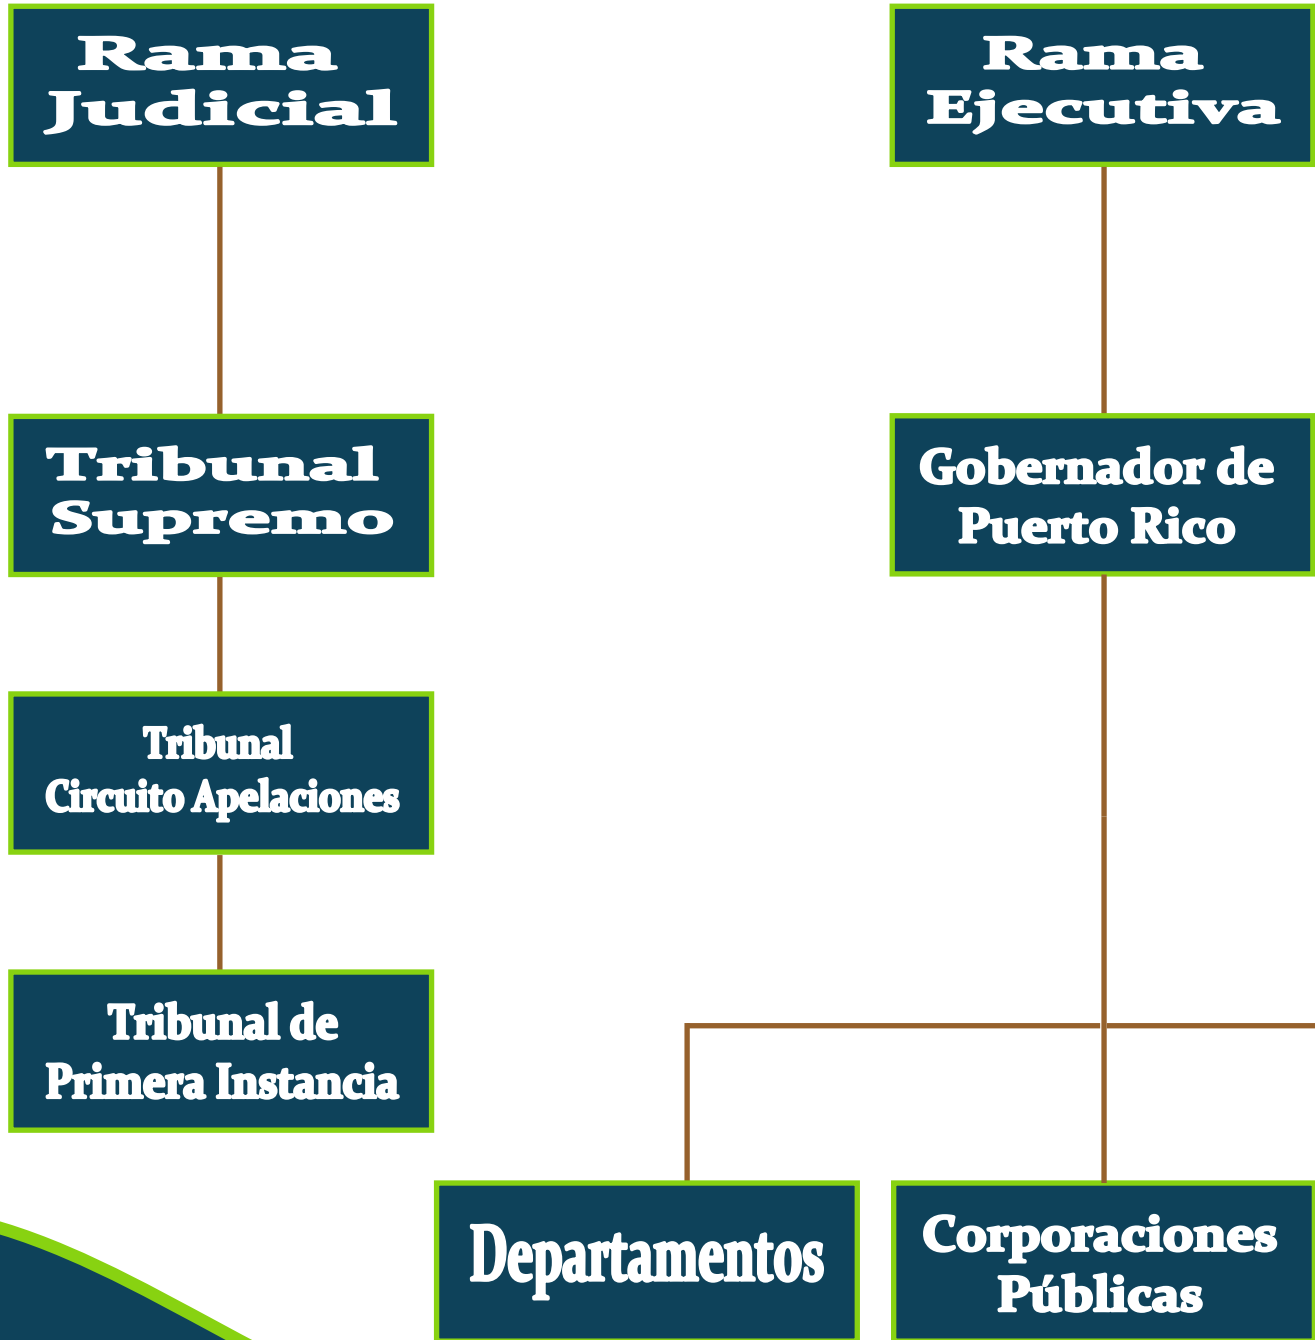 Rama
Judicial
Rama
Ejecutiva
Tribunal
Supremo
Gobernador de
Puerto Rico
Tribunal
Circuito Apelaciones
Tribunal de
Primera Instancia
Departamentos
Corporaciones
Públicas